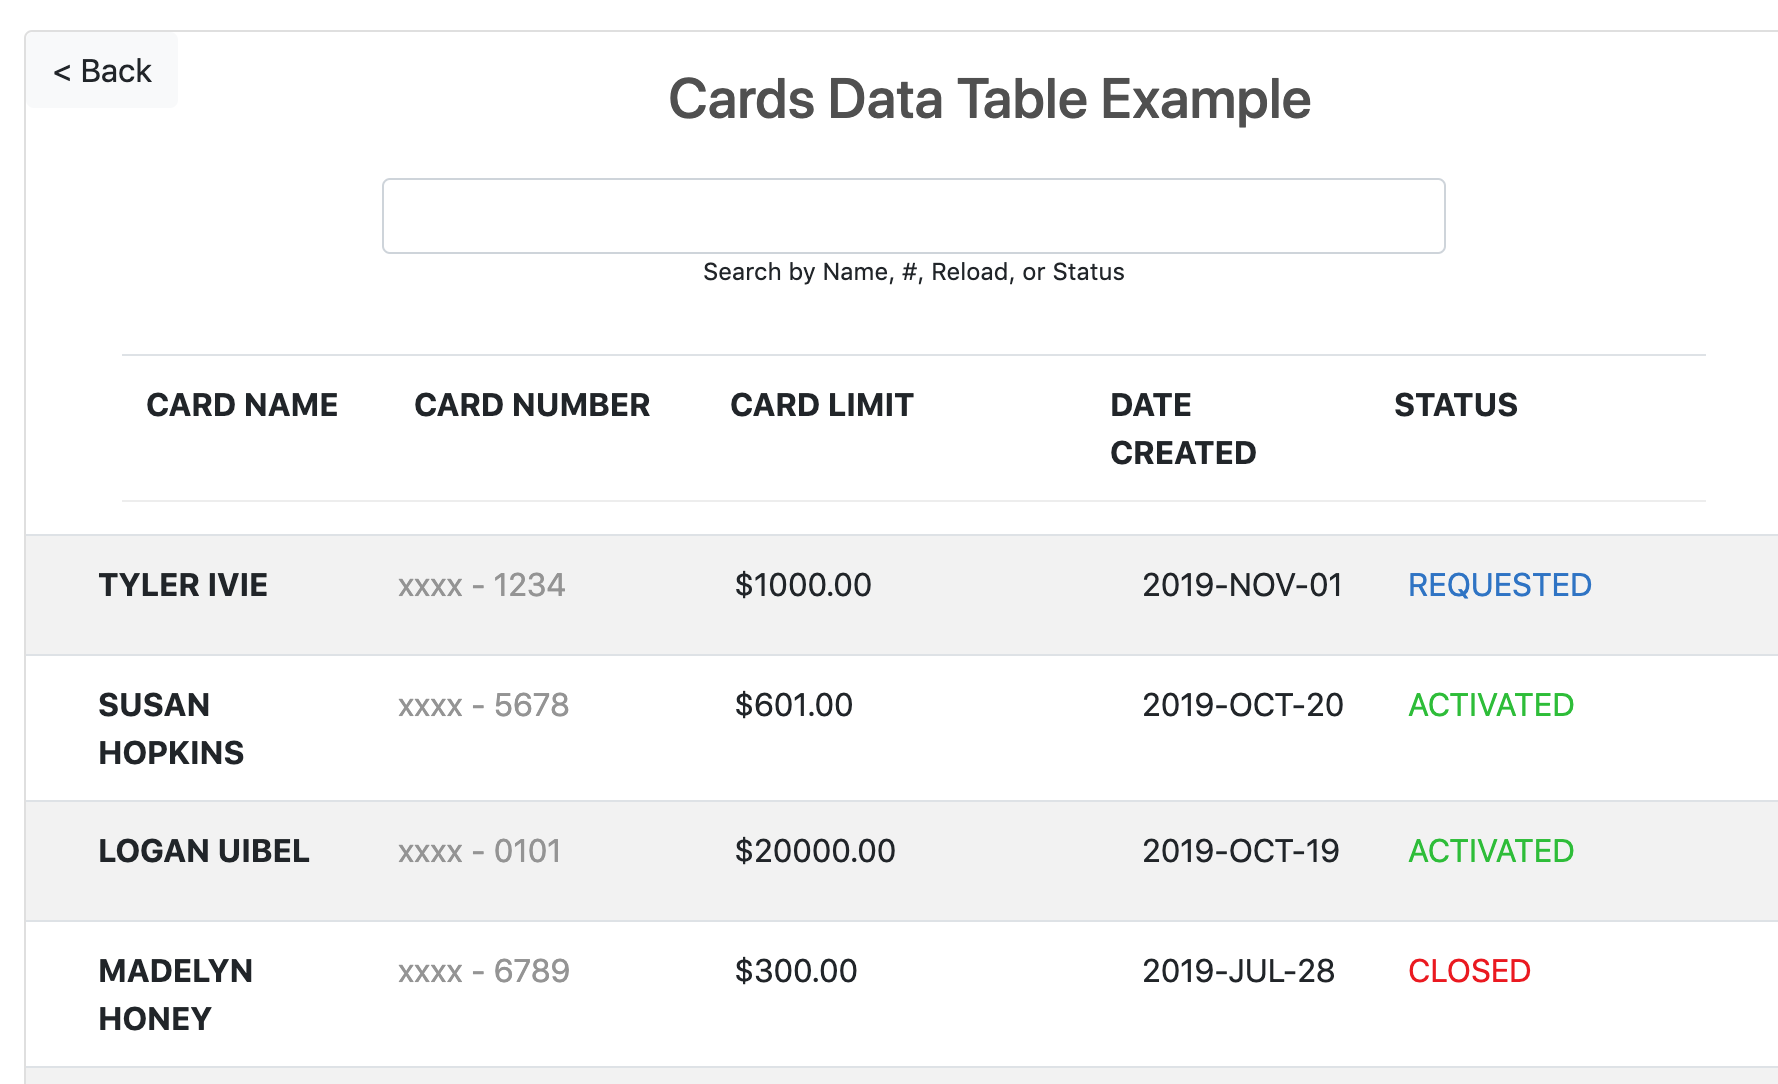 < Back
Cards Data Table Example
Search by Name, #, Reload, or Status
CARD NAME CARD NUMBER CARD LIMIT DATE CREATED STATUS
TYLER IVIE xxxx - 1234 $1000.00 2019-NOV-01 REQUESTED
SUSAN HOPKINS xxxx - 5678 $601.00 2019-OCT-20 ACTIVATED
LOGAN UIBEL xxxx - 0101 $20000.00 2019-OCT-19 ACTIVATED
MADELYN HONEY xxxx - 6789 $300.00 2019-JUL-28 CLOSED